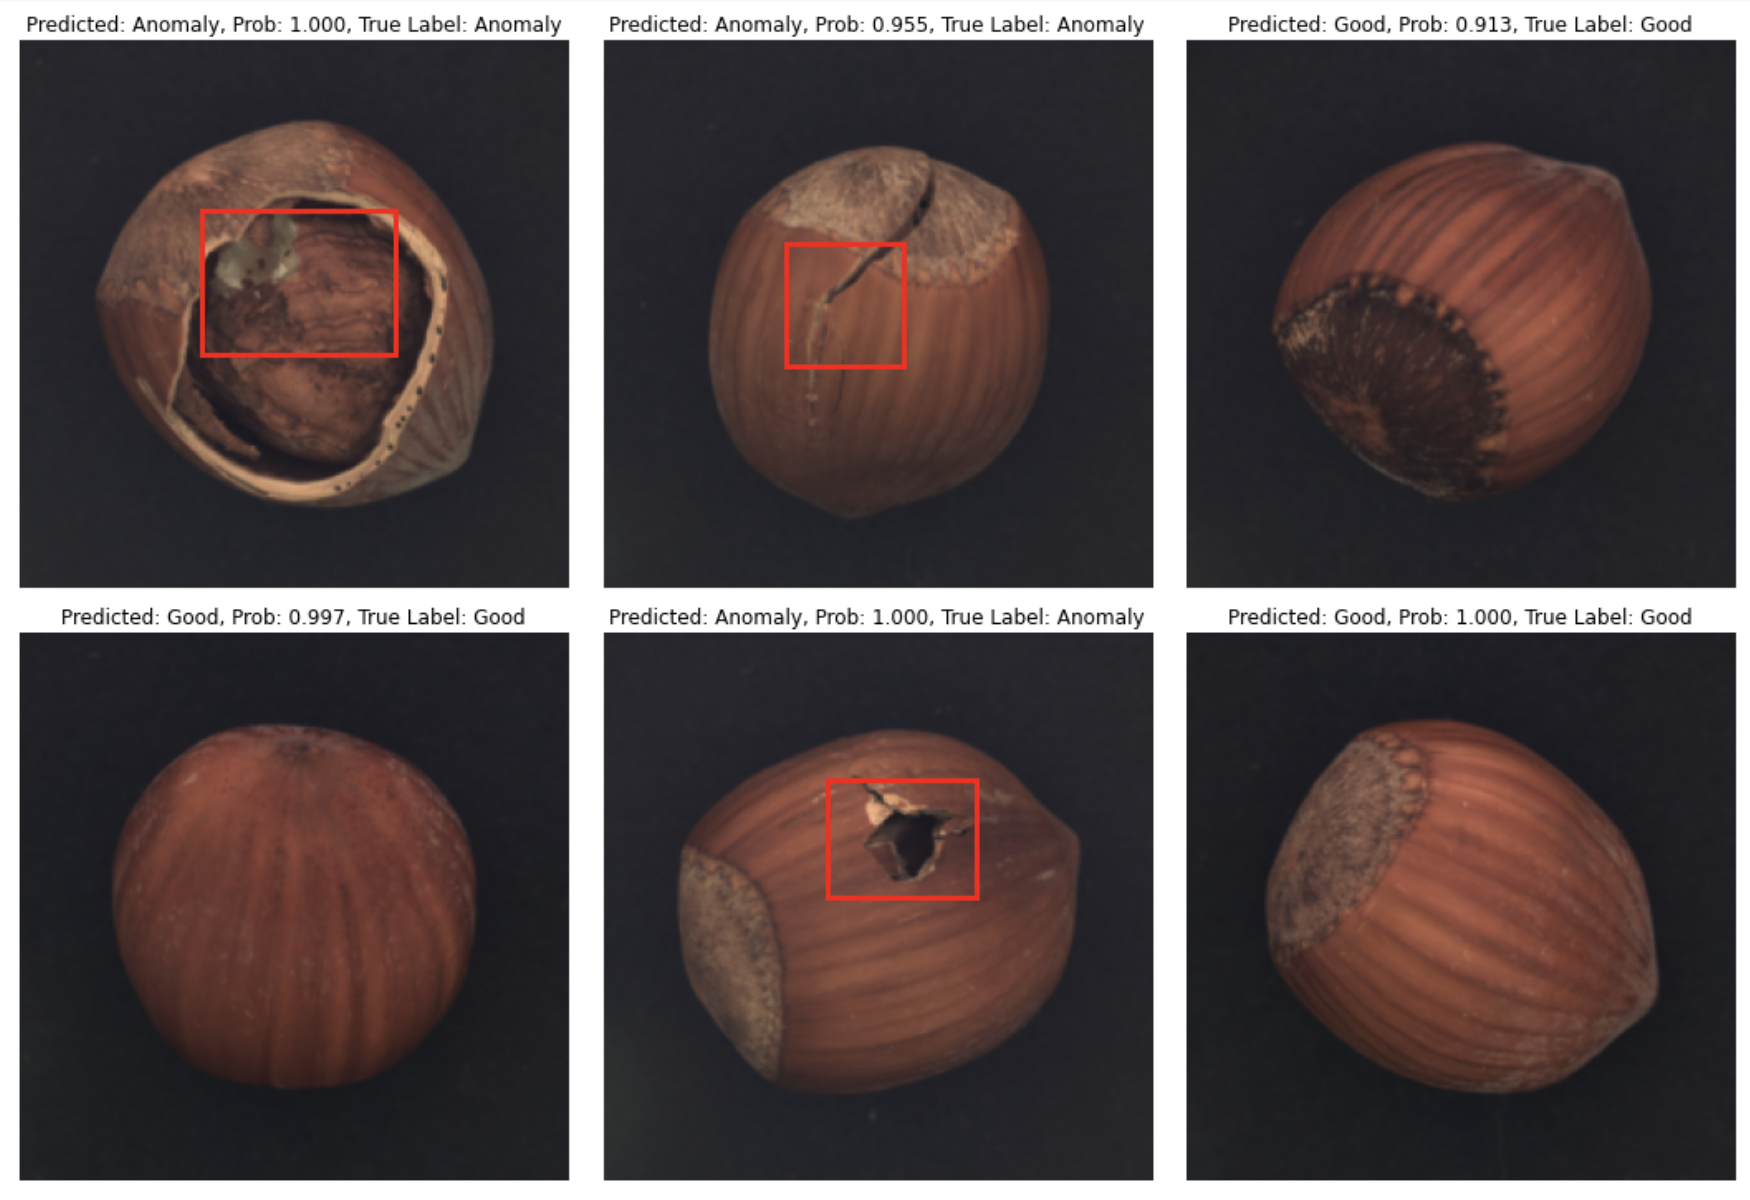 Predicted: Anomaly, Prob: 1.000, True Label: Anomaly
Predicted: Anomaly, Prob: 0.955, True Label: Anomaly
Predicted: Good, Prob: 0.913, True Label: Good
Predicted: Good, Prob: 0.997, True Label: Good
Predicted: Anomaly, Prob: 1.000, True Label: Anomaly
Predicted: Good, Prob: 1.000, True Label: Good